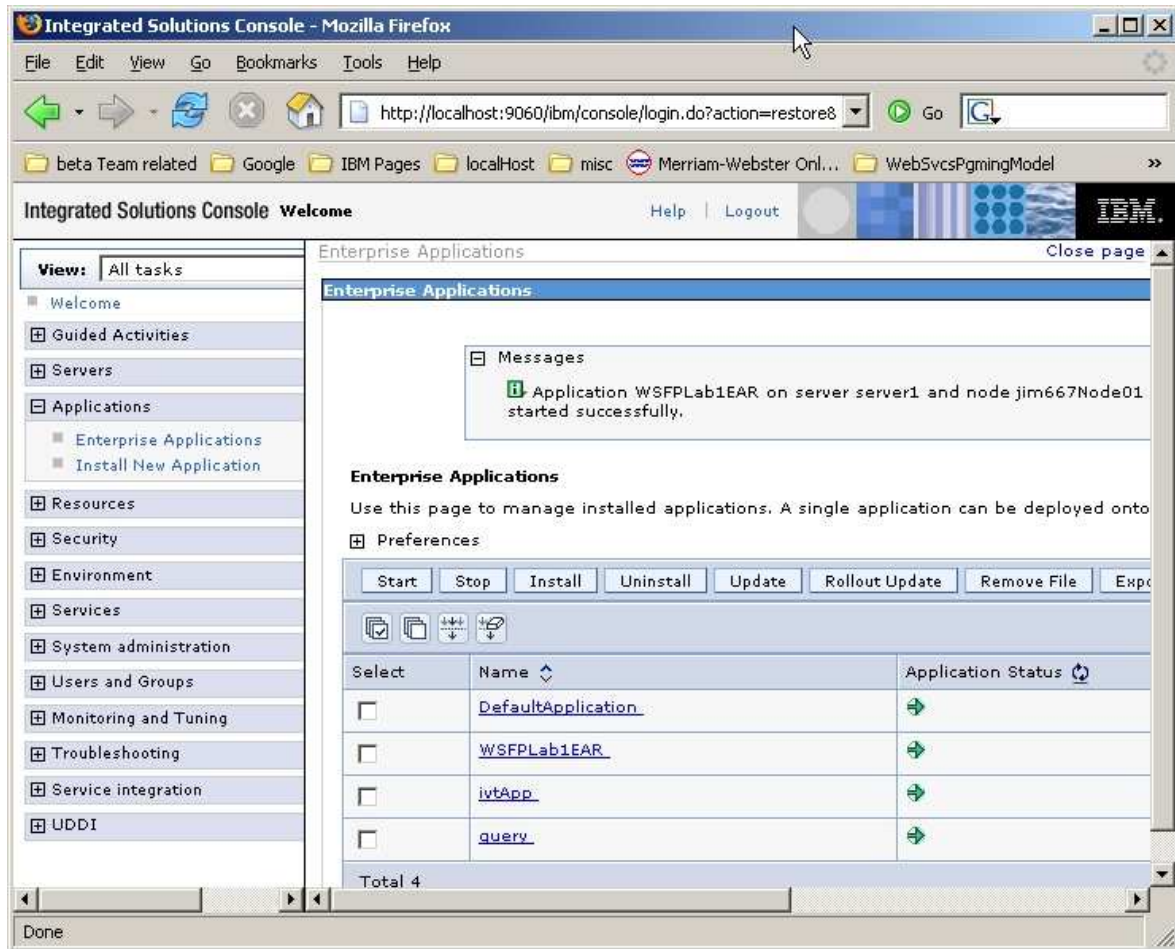 Integrated Solutions Console - Mozilla Firefox
File Edit View Go Bookmarks Tools Help
http://localhost:9060/ibm/console/login.do?action=restore& Go G
beta Team related Google IBM Pages localHost misc Merriam-Webster Onl... WebSvcsPgmingModel »
Integrated Solutions Console Welcome Help | Logout IBM.
View: All tasks
Welcome
Guided Activities
Servers
Applications
Enterprise Applications
Install New Application
Resources
Security
Environment
Services
System administration
Users and Groups
Monitoring and Tuning
Troubleshooting
Service integration
UDDI
Enterprise Applications Close page
Enterprise Applications
Messages
Application WSFPLab1EAR on server server1 and node jim667Node01
started successfully.
Enterprise Applications
Use this page to manage installed applications. A single application can be deployed onto
Preferences
Start Stop Install Uninstall Update Rollout Update Remove File Expo
Select Name Application Status
DefaultApplication
WSFPLab1EAR
ivtApp
query
Total 4
Done